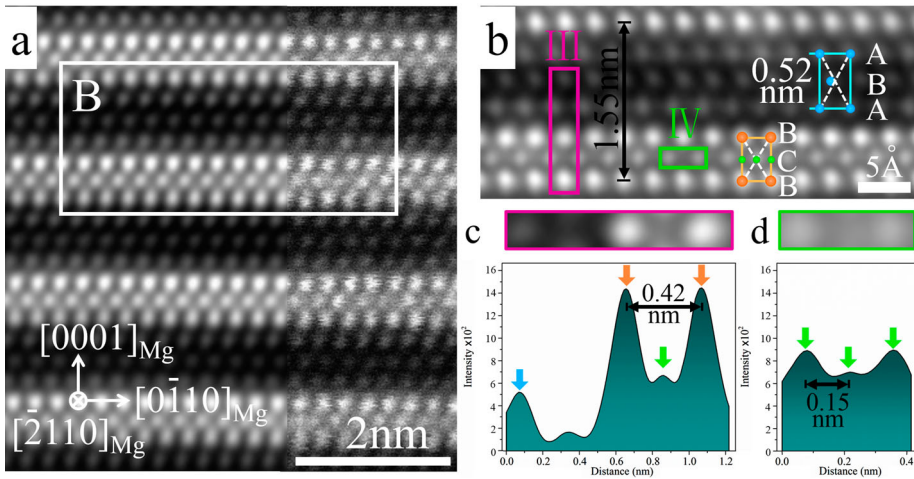 a
B
[0001]Mg
[01̄10]Mg
[2̄110]Mg
2nm
b
III
1.55nm
IV
0.52
nm
A
B
A
B
C
B
5Å
c
Intensity x10²
16
14
12
10
8
6
4
2
0
0.42
nm
0.0 0.2 0.4 0.6 0.8 1.0 1.2
Distance (nm)
d
Intensity x10²
16
14
12
10
8
6
4
2
0
0.15
nm
0.0 0.2 0.4
Distance (nm)